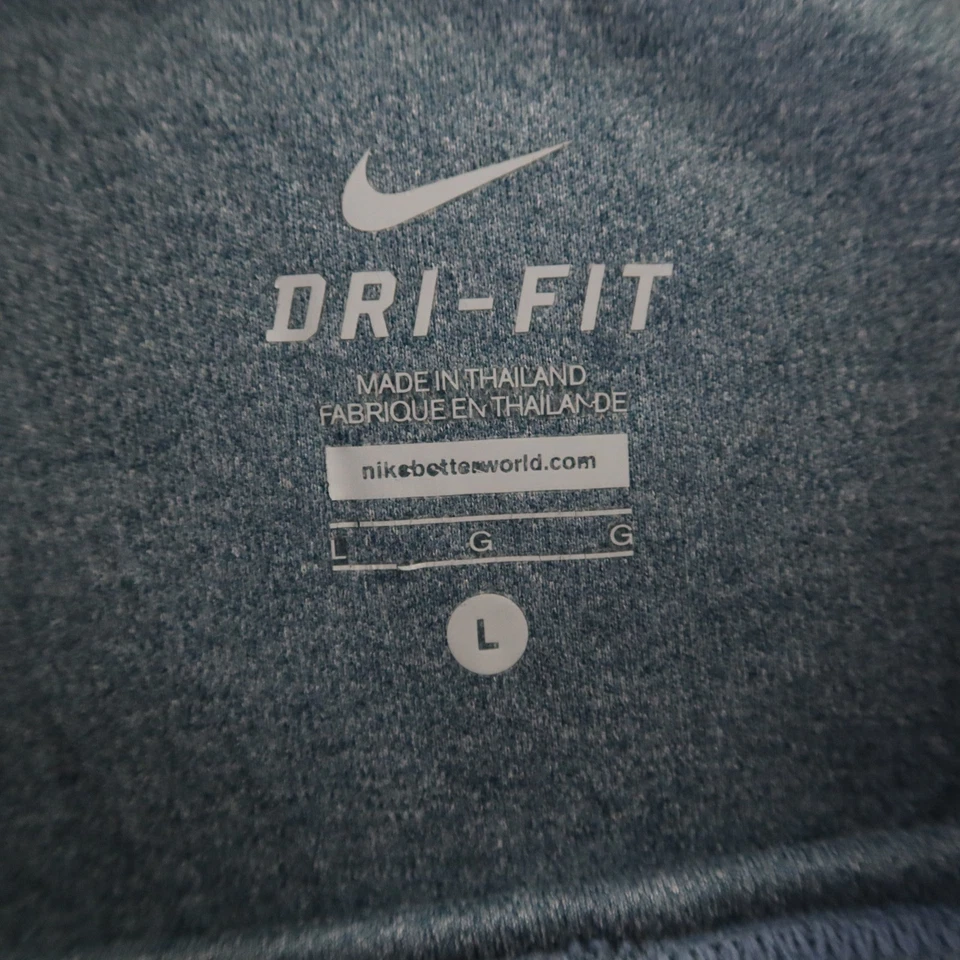 DRI-FIT
MADE IN THAILAND
FABRIQUE EN THAILANDE
nikebetterworld.com
L G G
L